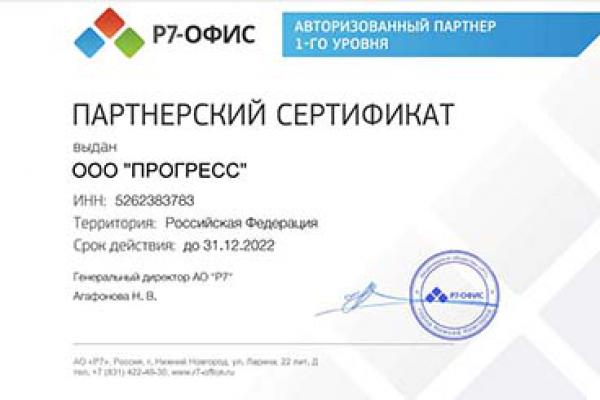 Р7-ОФИС
АВТОРИЗОВАННЫЙ ПАРТНЕР
1-ГО УРОВНЯ
ПАРТНЕРСКИЙ СЕРТИФИКАТ
выдан
ООО "ПРОГРЕСС"
ИНН: 5262383783
Территория: Российская Федерация
Срок действия: до 31.12.2022
Генеральный директор АО "Р7"
Агафонова Н. В.
Р7-ОФИС
АО «Р7», Россия, г. Нижний Новгород, ул. Ларина, 22 лит. Д
тел. +7 (831) 422-49-30, www.r7-office.ru